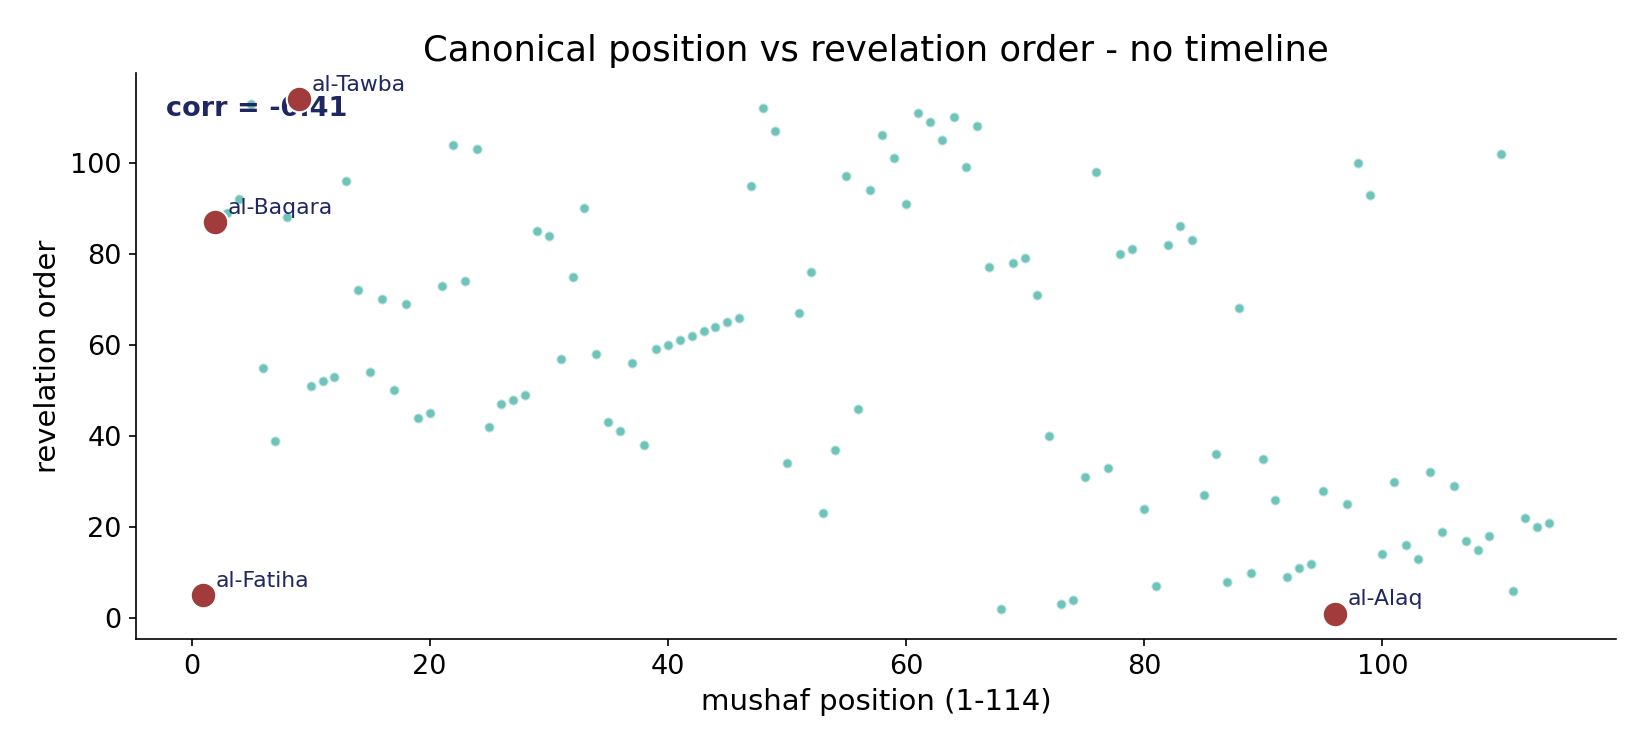 Canonical position vs revelation order - no timeline
al-Tawba
corr = -0.41
100
al-Baqara
80
revelation order
60
40
20
al-Fatiha
al-Alaq
0
0 20 40 60 80 100
mushaf position (1-114)